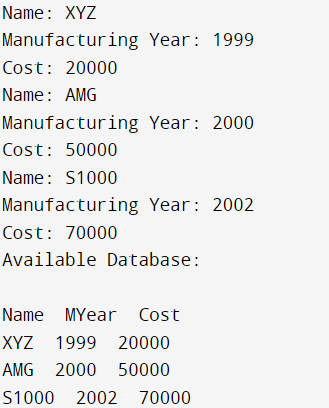 Name: XYZ
Manufacturing Year: 1999
Cost: 20000
Name: AMG
Manufacturing Year: 2000
Cost: 50000
Name: S1000
Manufacturing Year: 2002
Cost: 70000
Available Database:

Name  MYear  Cost
XYZ  1999  20000
AMG  2000  50000
S1000  2002  70000